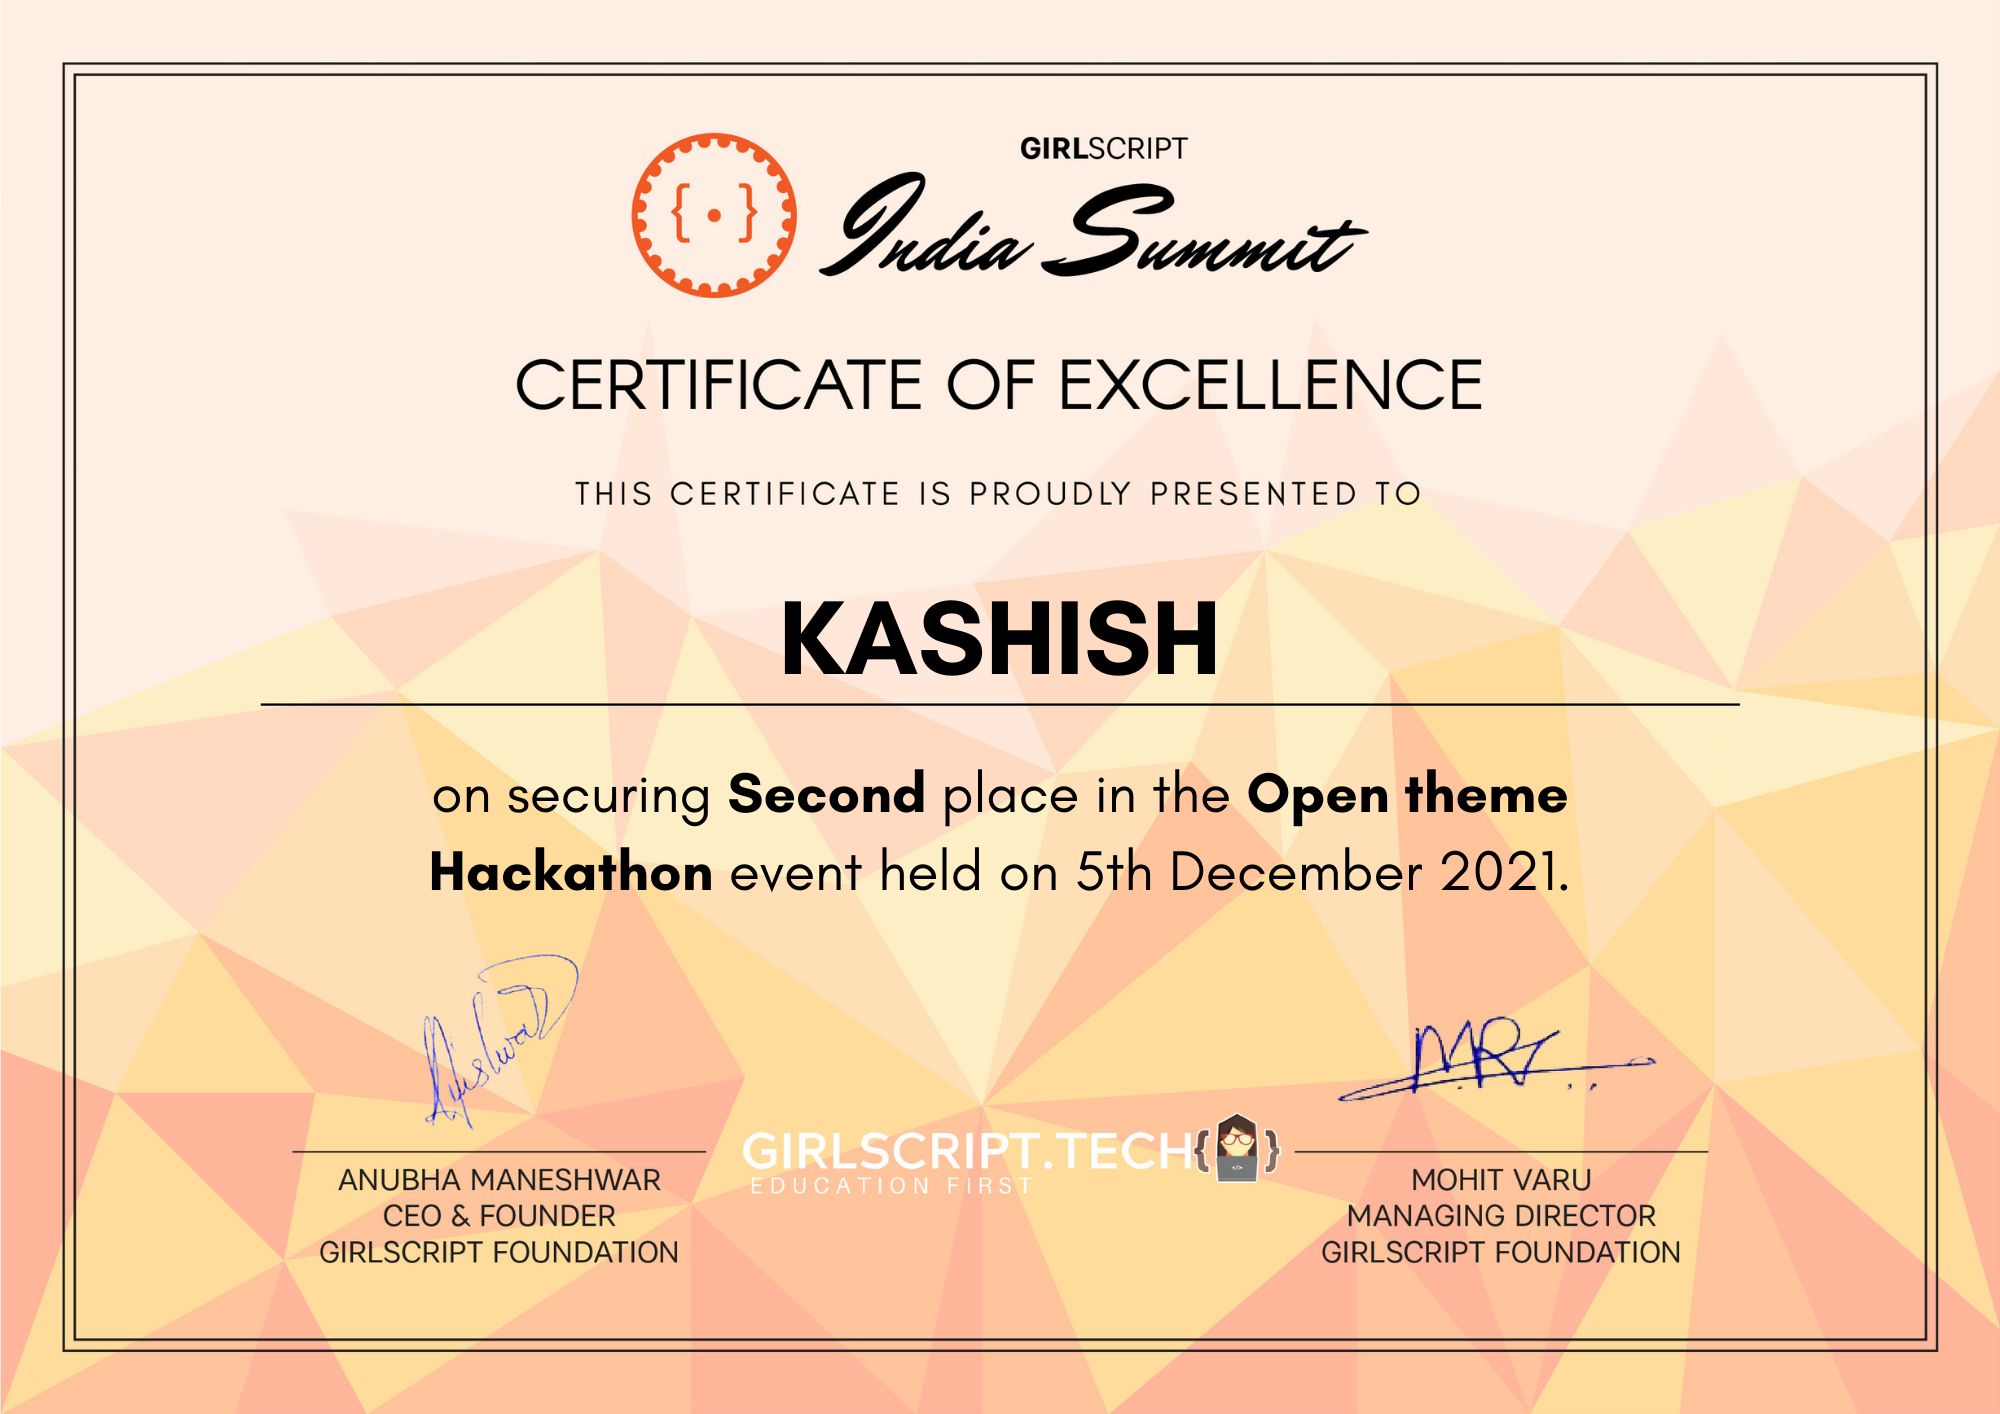 GIRLSCRIPT
India Summit
CERTIFICATE OF EXCELLENCE
THIS CERTIFICATE IS PROUDLY PRESENTED TO
KASHISH
on securing Second place in the Open theme
Hackathon event held on 5th December 2021.
GIRLSCRIPT.TECH
EDUCATION FIRST
ANUBHA MANESHWAR
CEO & FOUNDER
GIRLSCRIPT FOUNDATION
MOHIT VARU
MANAGING DIRECTOR
GIRLSCRIPT FOUNDATION